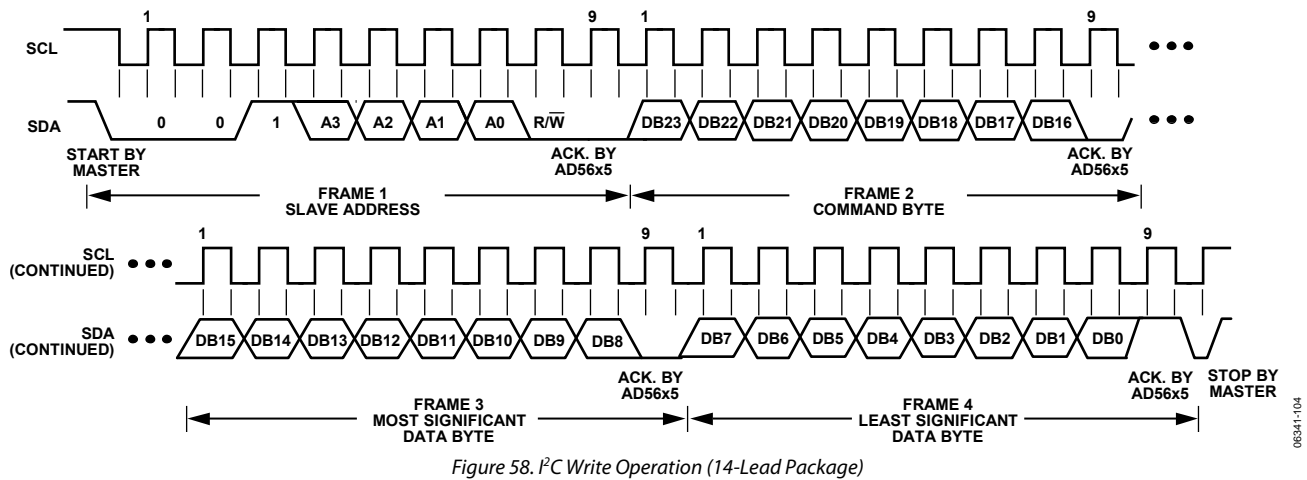 1 9 1 9
SCL
SDA 0 0 1 A3 A2 A1 A0 R/W̅ DB23 DB22 DB21 DB20 DB19 DB18 DB17 DB16
START BY
MASTER
ACK. BY
AD56x5
ACK. BY
AD56x5
FRAME 1
SLAVE ADDRESS
FRAME 2
COMMAND BYTE
1 9 1 9
SCL
(CONTINUED)
SDA
(CONTINUED)
DB15 DB14 DB13 DB12 DB11 DB10 DB9 DB8 DB7 DB6 DB5 DB4 DB3 DB2 DB1 DB0
ACK. BY
AD56x5
ACK. BY
AD56x5
STOP BY
MASTER
FRAME 3
MOST SIGNIFICANT
DATA BYTE
FRAME 4
LEAST SIGNIFICANT
DATA BYTE
06341-104
Figure 58. I²C Write Operation (14-Lead Package)